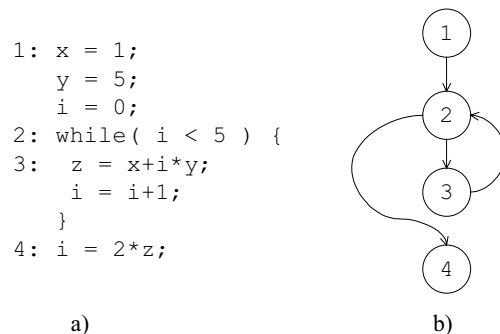 1: x = 1;
y = 5;
i = 0;
2: while( i < 5 ) {
3: z = x+i*y;
i = i+1;
}
4: i = 2*z;
a)
1
2
3
4
b)